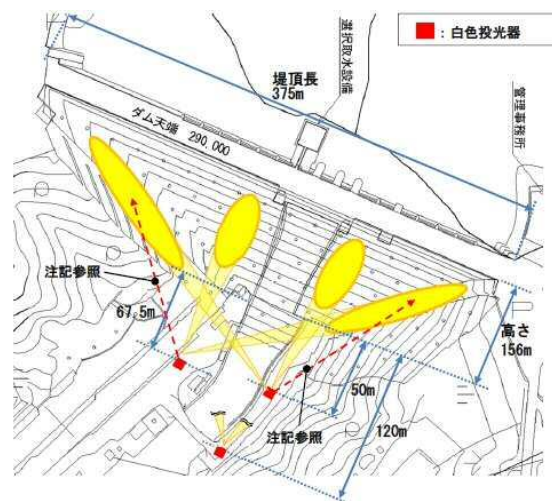 ：白色投光器
堤頂長
375m
選択取水設備
管理事務所
ダム天端 290,000
注記参照
67.5m
高さ
156m
50m
注記参照
120m